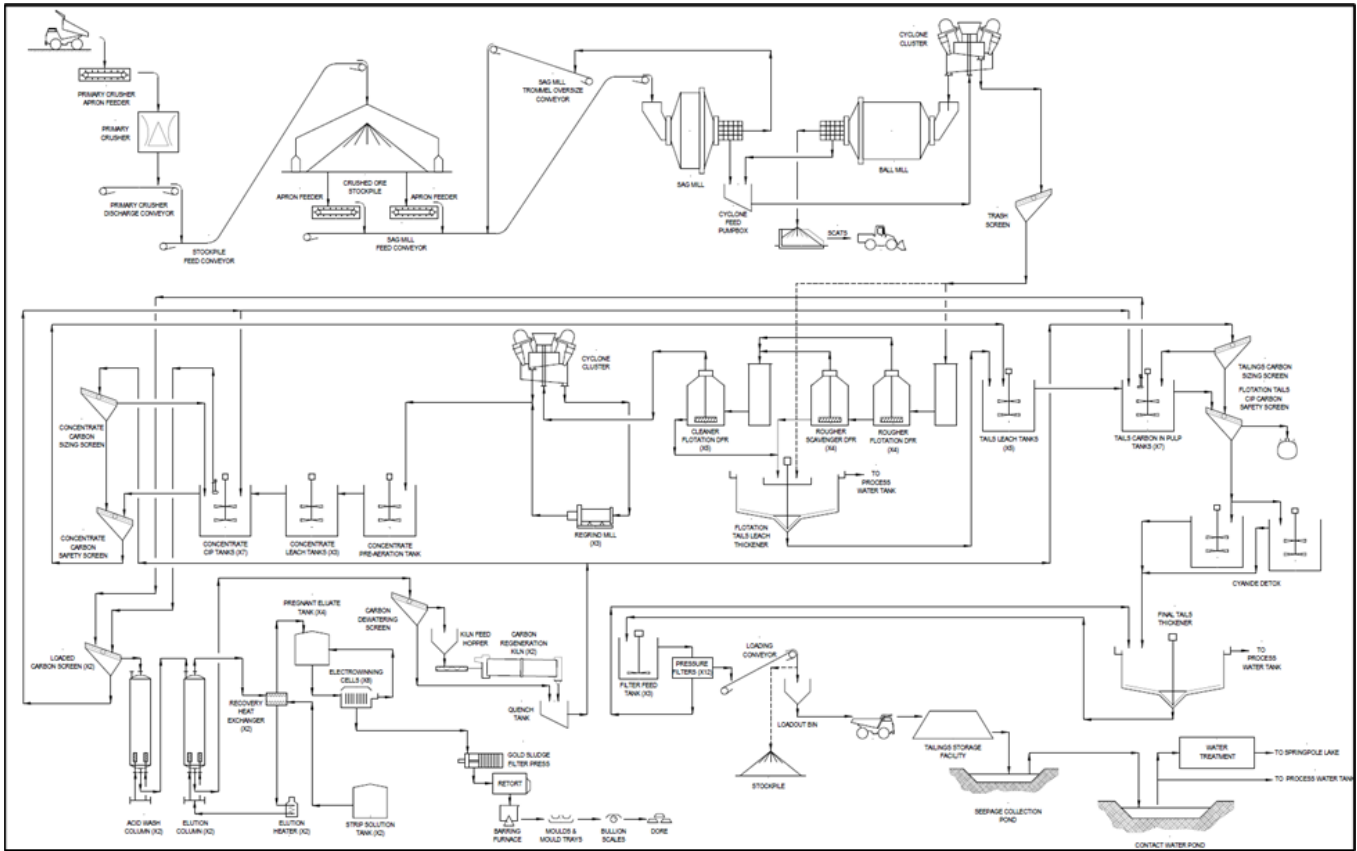 CYCLONE
CLUSTER
PRIMARY CRUSHER
APRON FEEDER
SAG MILL
TROMMEL OVERSIZE
CONVEYOR
PRIMARY
CRUSHER
SAG MILL
BALL MILL
CRUSHED ORE
STOCKPILE
APRON FEEDER
APRON FEEDER
PRIMARY CRUSHER
DISCHARGE CONVEYOR
CYCLONE
FEED
PUMPBOX
SCATS
TRASH
SCREEN
STOCKPILE
FEED CONVEYOR
SAG MILL
FEED CONVEYOR
CYCLONE
CLUSTER
TAILINGS CARBON
SIZING SCREEN
FLOTATION TAILS
CIP CARBON
SAFETY SCREEN
CONCENTRATE
CARBON
SIZING SCREEN
CLEANER
FLOTATION DFR
(X5)
ROUGHER
SCAVENGER DFR
(X4)
ROUGHER
FLOTATION DFR
(X4)
TAILS LEACH TANKS
TAILS CARBON IN PULP
TANKS (X7)
TO
PROCESS
WATER TANK
FLOTATION
TAILS LEACH
THICKENER
REGRIND MILL
(X3)
CONCENTRATE
CARBON
SAFETY SCREEN
CONCENTRATE
CIP TANKS (X7)
CONCENTRATE
LEACH TANKS
CONCENTRATE
PRE-AERATION TANK
CYANIDE DETOX
PREGNANT ELUATE
TANK (X4)
CARBON
DEWATERING
SCREEN
KILN FEED
HOPPER
CARBON
REGENERATION
KILN (X2)
LOADING
CONVEYOR
FINAL TAILS
THICKENER
TO
PROCESS
WATER TANK
LOADED
CARBON SCREEN (X2)
ELECTROWINNING
CELLS
RECOVERY
HEAT
EXCHANGER
(X2)
QUENCH
TANK
FILTER FEED
TANK (X3)
PRESSURE
FILTERS (X12)
LOADOUT BIN
TAILINGS STORAGE
FACILITY
GOLD SLUDGE
FILTER PRESS
RETORT
STOCKPILE
SEEPAGE COLLECTION
POND
WATER
TREATMENT
TO SPRINGPOLE LAKE
TO PROCESS WATER TANK
ACID WASH
COLUMN (X2)
ELUTION
COLUMN (X2)
ELUTION
HEATER (X2)
STRIP SOLUTION
TANK (X2)
BARRING
FURNACE
MOULDS &
MOULD TRAYS
BULLION
SCALES
DORE
CONTACT WATER POND